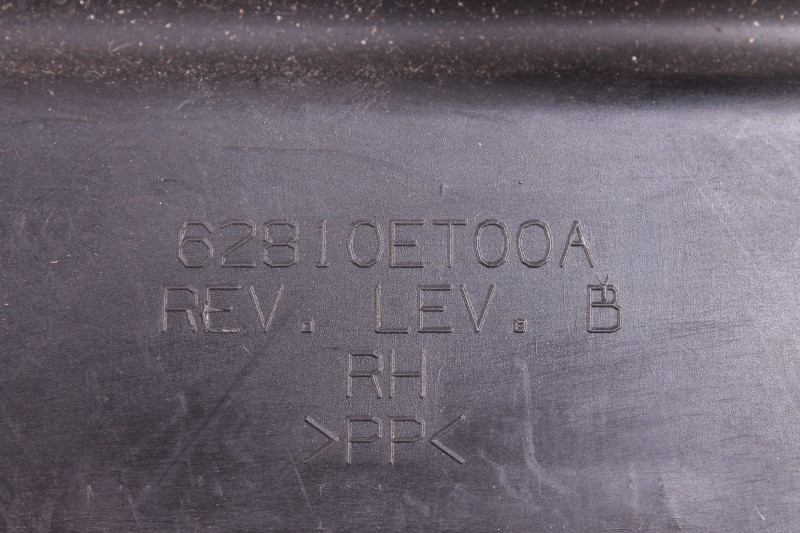 62810ET00A
REV. LEV. B
RH
>PP<